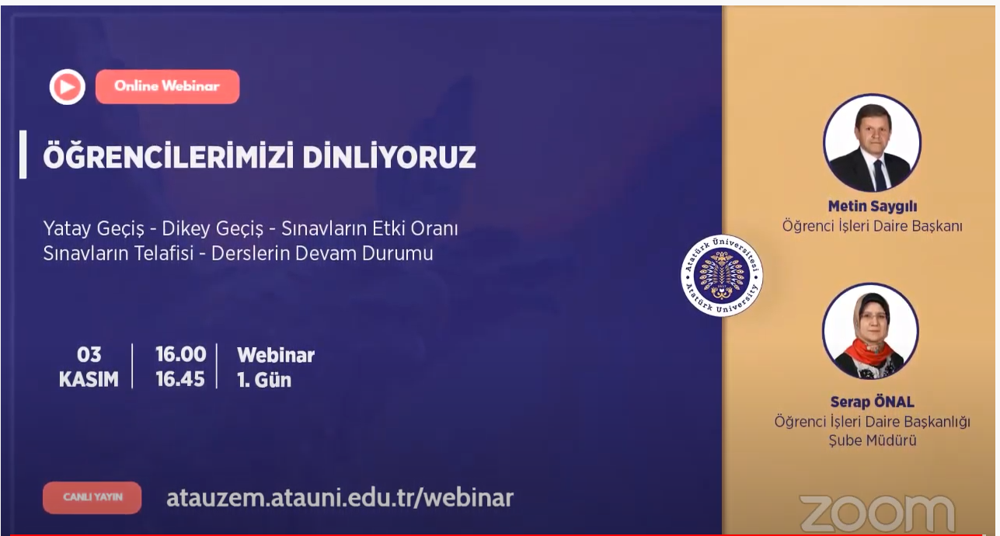 Online Webinar
ÖĞRENCİLERİMİZİ DİNLİYORUZ
Yatay Geçiş - Dikey Geçiş - Sınavların Etki Oranı
Sınavların Telafisi - Derslerin Devam Durumu
03
KASIM
16.00
16.45
Webinar
1. Gün
CANLI YAYIN
atauzem.atauni.edu.tr/webinar
Atatürk Üniversitesi
1957
Atatürk University
Metin Saygılı
Öğrenci İşleri Daire Başkanı
Serap ÖNAL
Öğrenci İşleri Daire Başkanlığı
Şube Müdürü
zoom